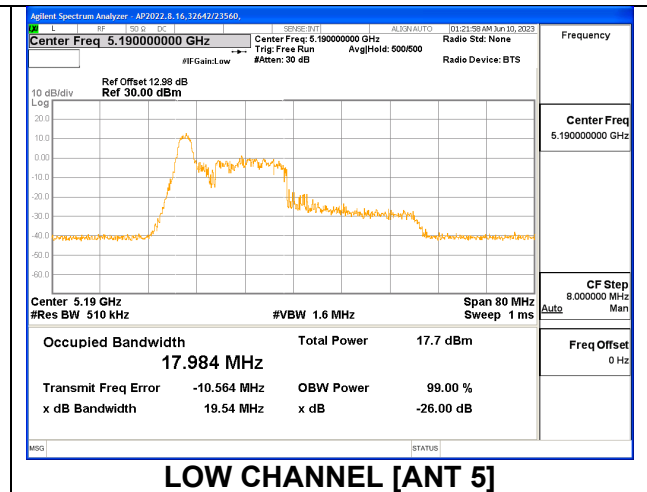 Agilent Spectrum Analyzer - AP2022.8.16,32642/23560,
L RF 50 Ω DC SENSE:INT ALIGN AUTO 01:21:58 AM Jun 10, 2023
Center Freq 5.190000000 GHz
Center Freq: 5.190000000 GHz
Radio Std: None
Trig: Free Run Avg|Hold: 500/500
#IFGain:Low #Atten: 30 dB Radio Device: BTS
Ref Offset 12.98 dB
10 dB/div Ref 30.00 dBm
Log
20.0
10.0
0.00
-10.0
-20.0
-30.0
-40.0
-50.0
-60.0
Center 5.19 GHz Span 80 MHz
#Res BW 510 kHz #VBW 1.6 MHz Sweep 1 ms
Occupied Bandwidth Total Power 17.7 dBm
17.984 MHz
Transmit Freq Error -10.564 MHz OBW Power 99.00 %
x dB Bandwidth 19.54 MHz x dB -26.00 dB
MSG STATUS
Frequency
Center Freq
5.190000000 GHz
CF Step
8.000000 MHz
Auto Man
Freq Offset
0 Hz
LOW CHANNEL [ANT 5]